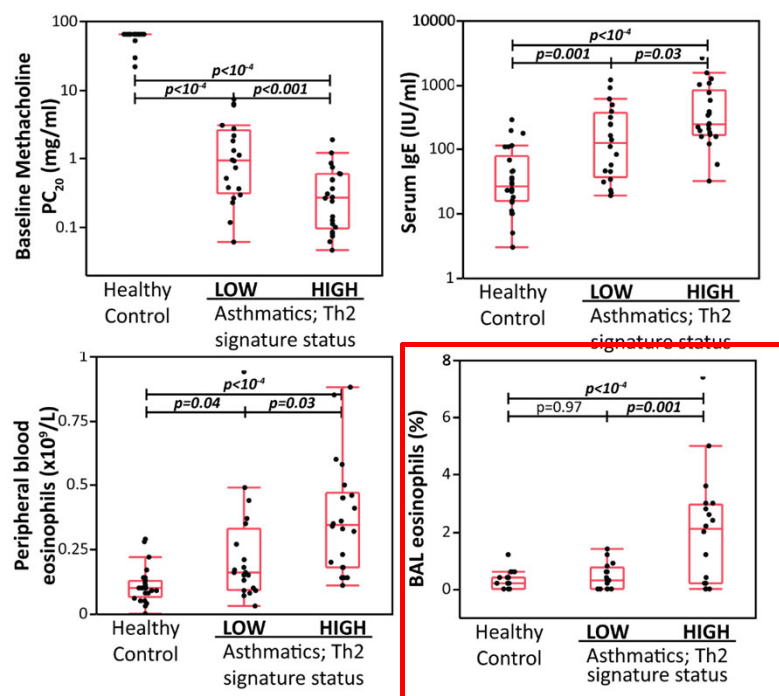 Baseline Methacholine
PC20 (mg/ml)
100
10
1
0.1
p<10-4
p<10-4
p<0.001
Healthy
Control
LOW
HIGH
Asthmatics; Th2
signature status
Serum IgE (IU/ml)
10000
1000
100
10
1
p<10-4
p=0.001
p=0.03
Healthy
Control
LOW
HIGH
Asthmatics; Th2
signature status
Peripheral blood
eosinophils (x10⁹/L)
1
0.75
0.5
0.25
0
p<10-4
p=0.04
p=0.03
Healthy
Control
LOW
HIGH
Asthmatics; Th2
signature status
BAL eosinophils (%)
8
6
4
2
0
p<10-4
p=0.97
p=0.001
Healthy
Control
LOW
HIGH
Asthmatics; Th2
signature status